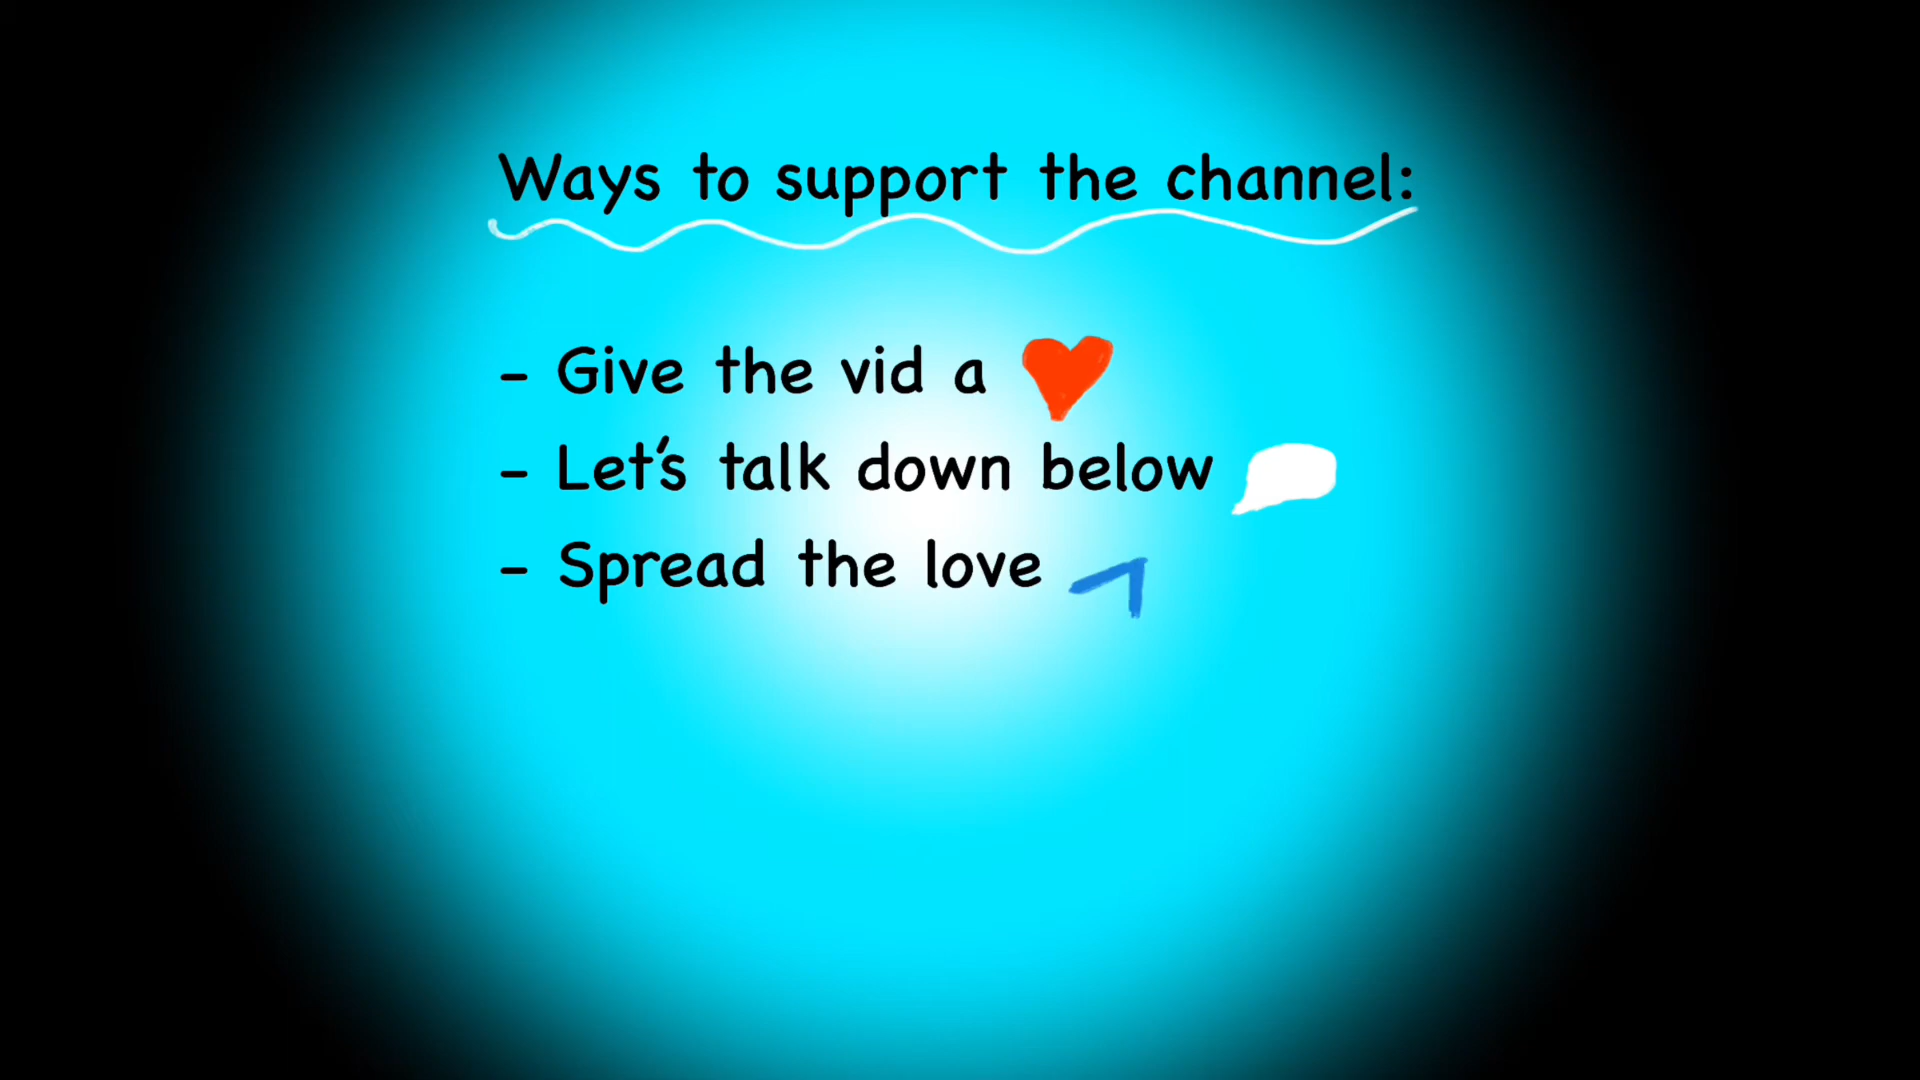 Ways to support the channel:
- Give the vid a
- Let's talk down below
- Spread the love